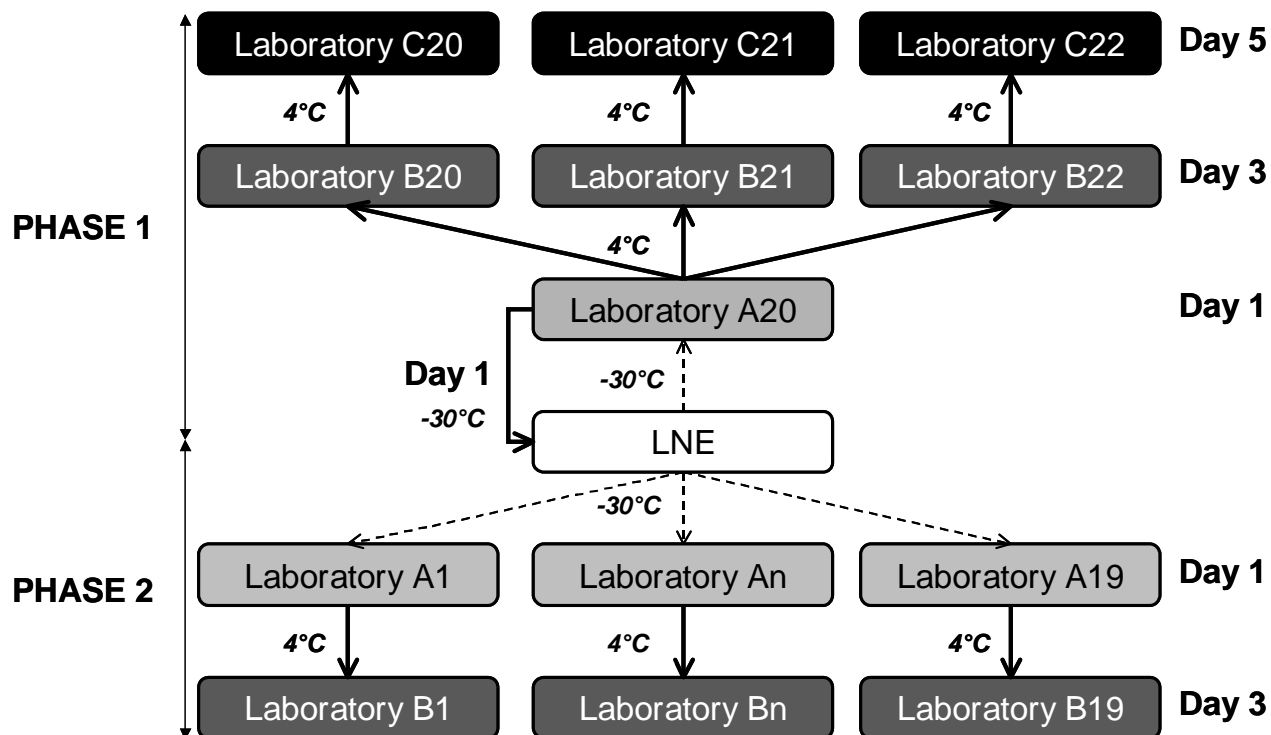 Laboratory C20
Laboratory C21
Laboratory C22
Day 5
4°C
4°C
4°C
Laboratory B20
Laboratory B21
Laboratory B22
Day 3
PHASE 1
4°C
Laboratory A20
Day 1
Day 1
-30°C
-30°C
LNE
-30°C
Laboratory A1
Laboratory An
Laboratory A19
Day 1
PHASE 2
4°C
4°C
4°C
Laboratory B1
Laboratory Bn
Laboratory B19
Day 3